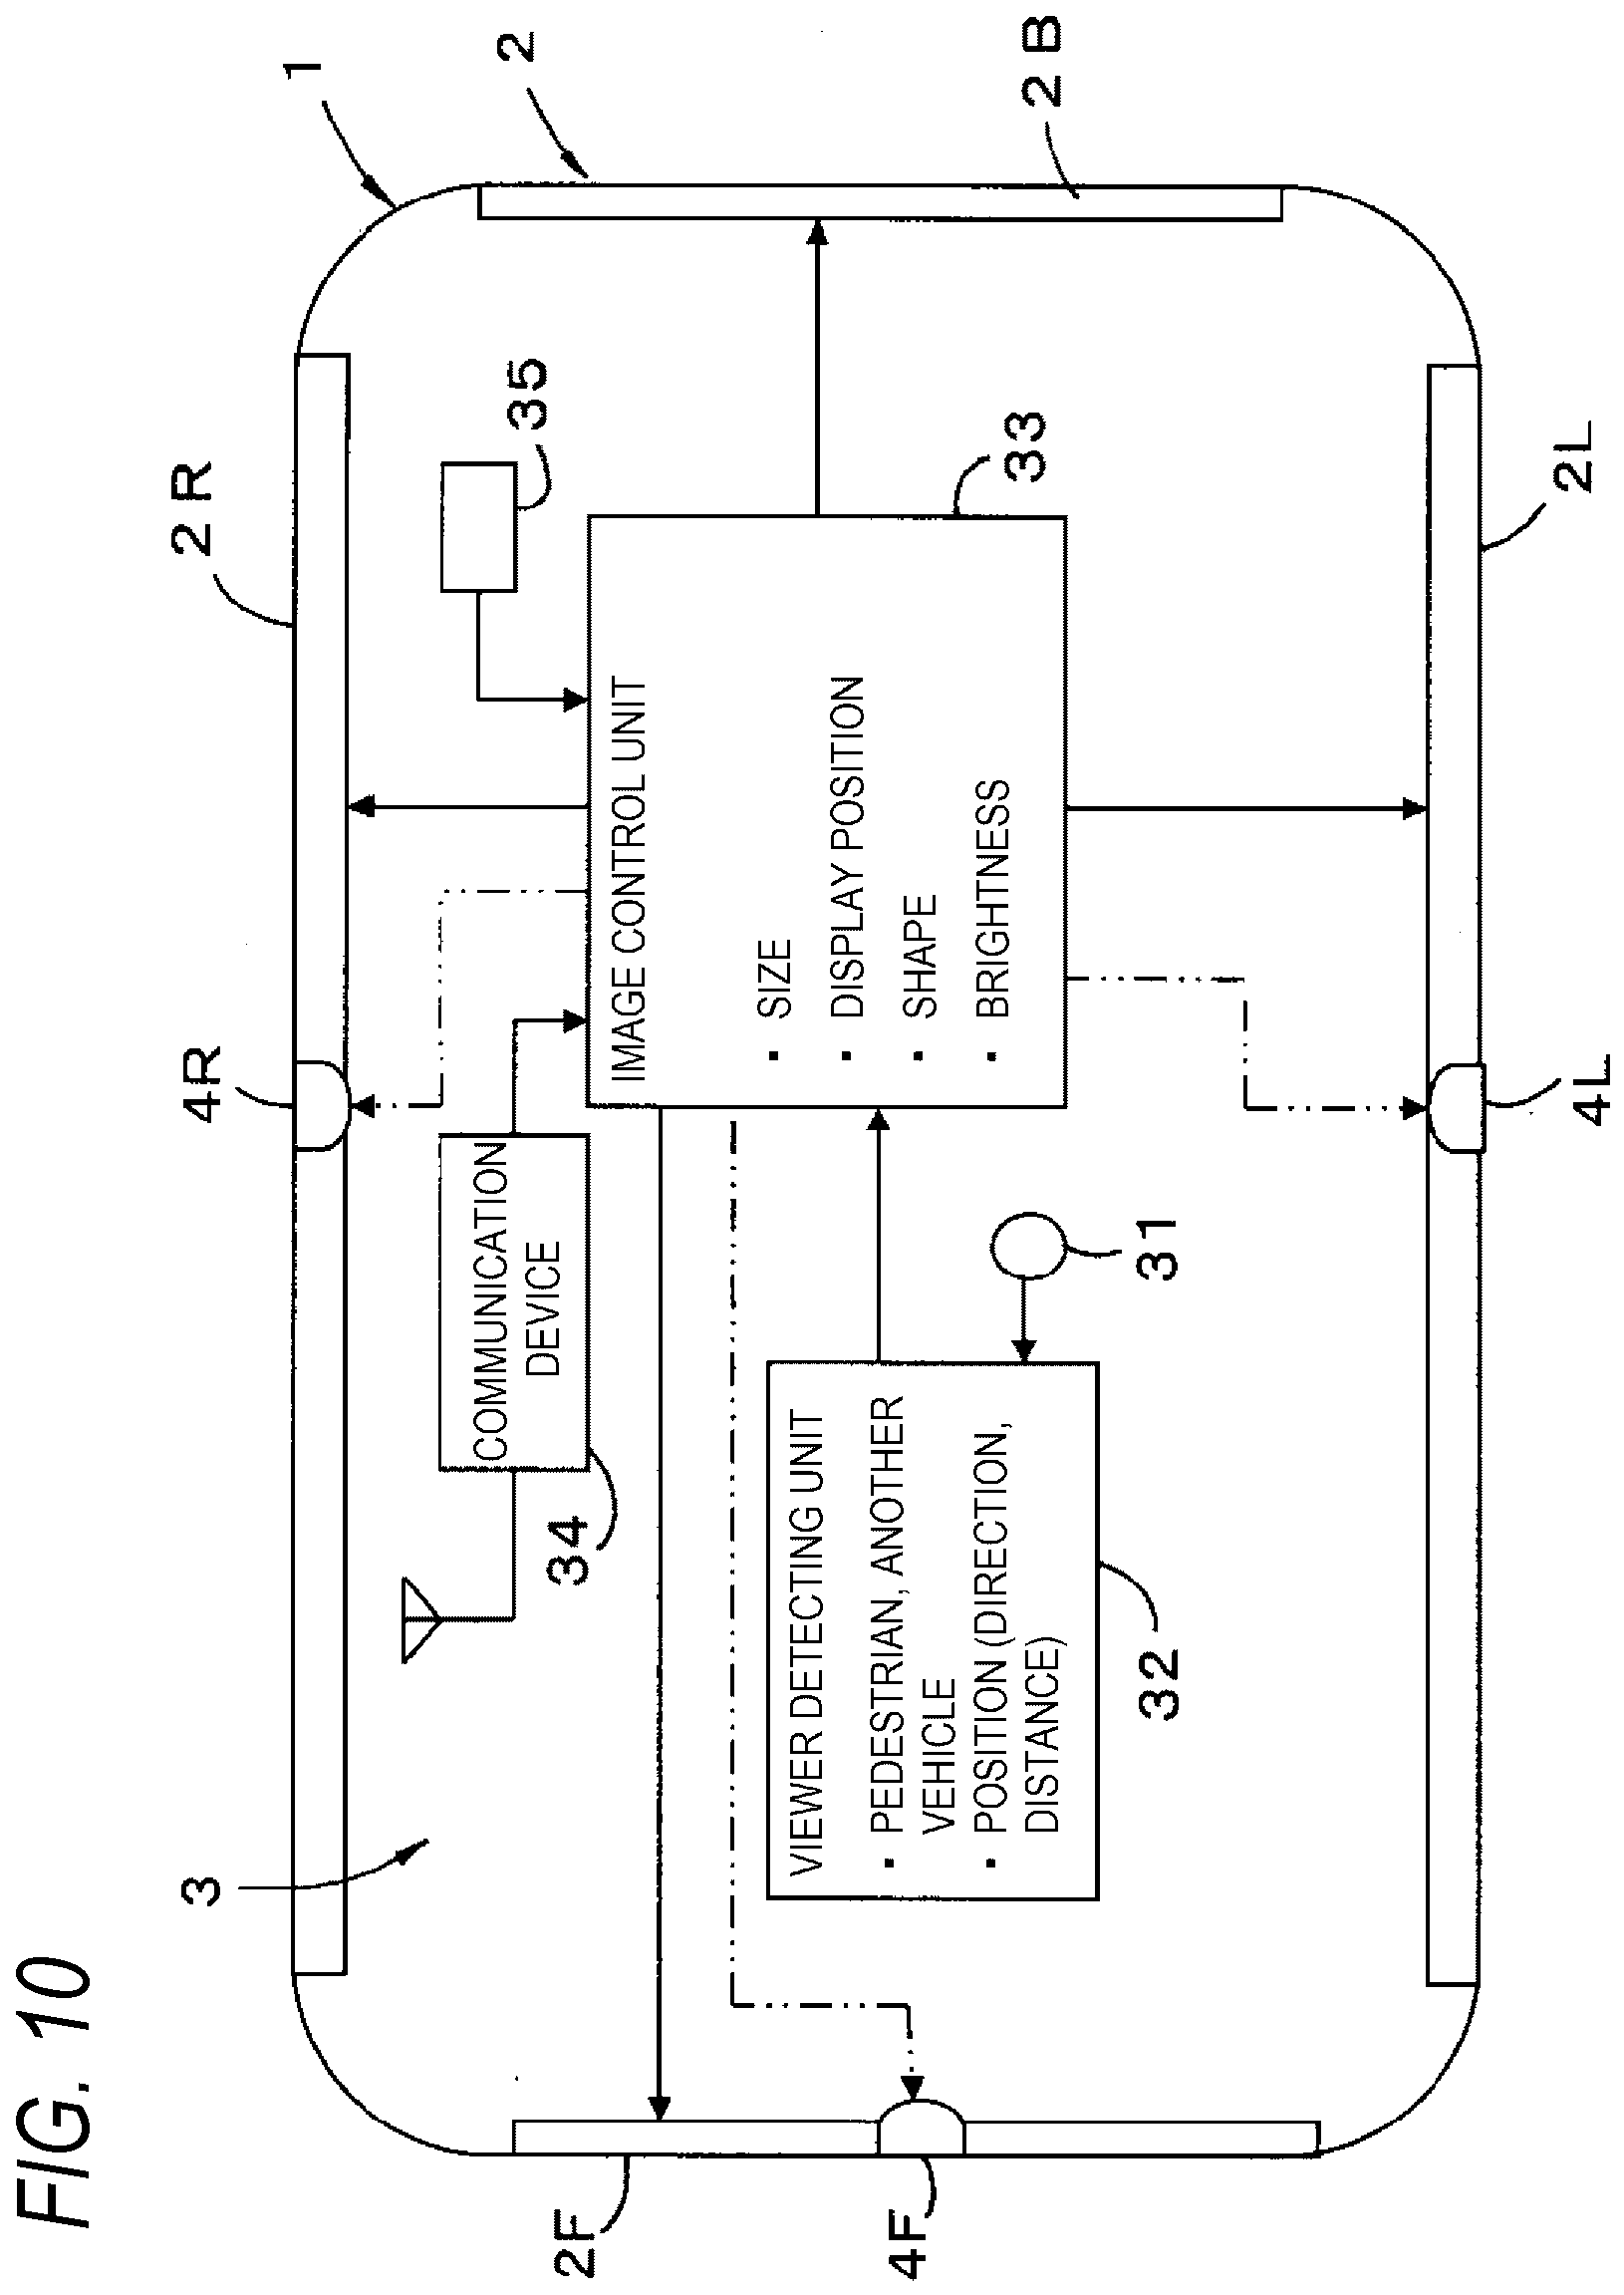 FIG. 10
1
2
2B
2R
35
33
2L
4R
IMAGE CONTROL UNIT
▪ SIZE
▪ DISPLAY POSITION
▪ SHAPE
▪ BRIGHTNESS
4L
COMMUNICATION
DEVICE
34
31
VIEWER DETECTING UNIT
▪ PEDESTRIAN, ANOTHER
VEHICLE
▪ POSITION (DIRECTION,
DISTANCE)
32
3
2F
4F